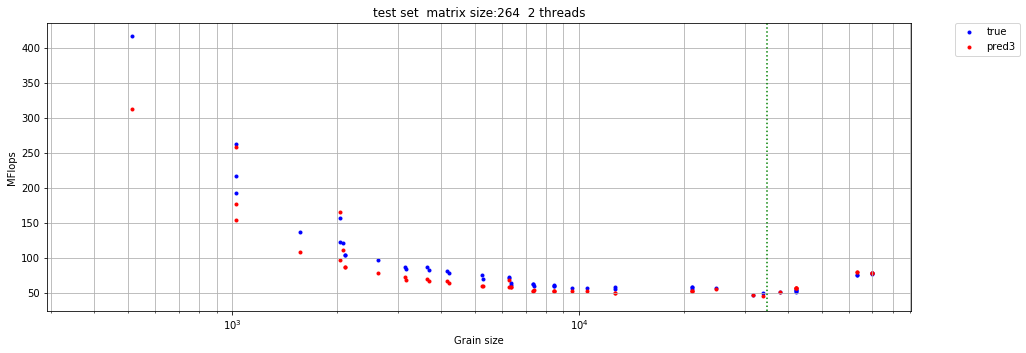 test set  matrix size:264  2 threads
true
pred3
MFlops
400
350
300
250
200
150
100
50
10³
10⁴
Grain size